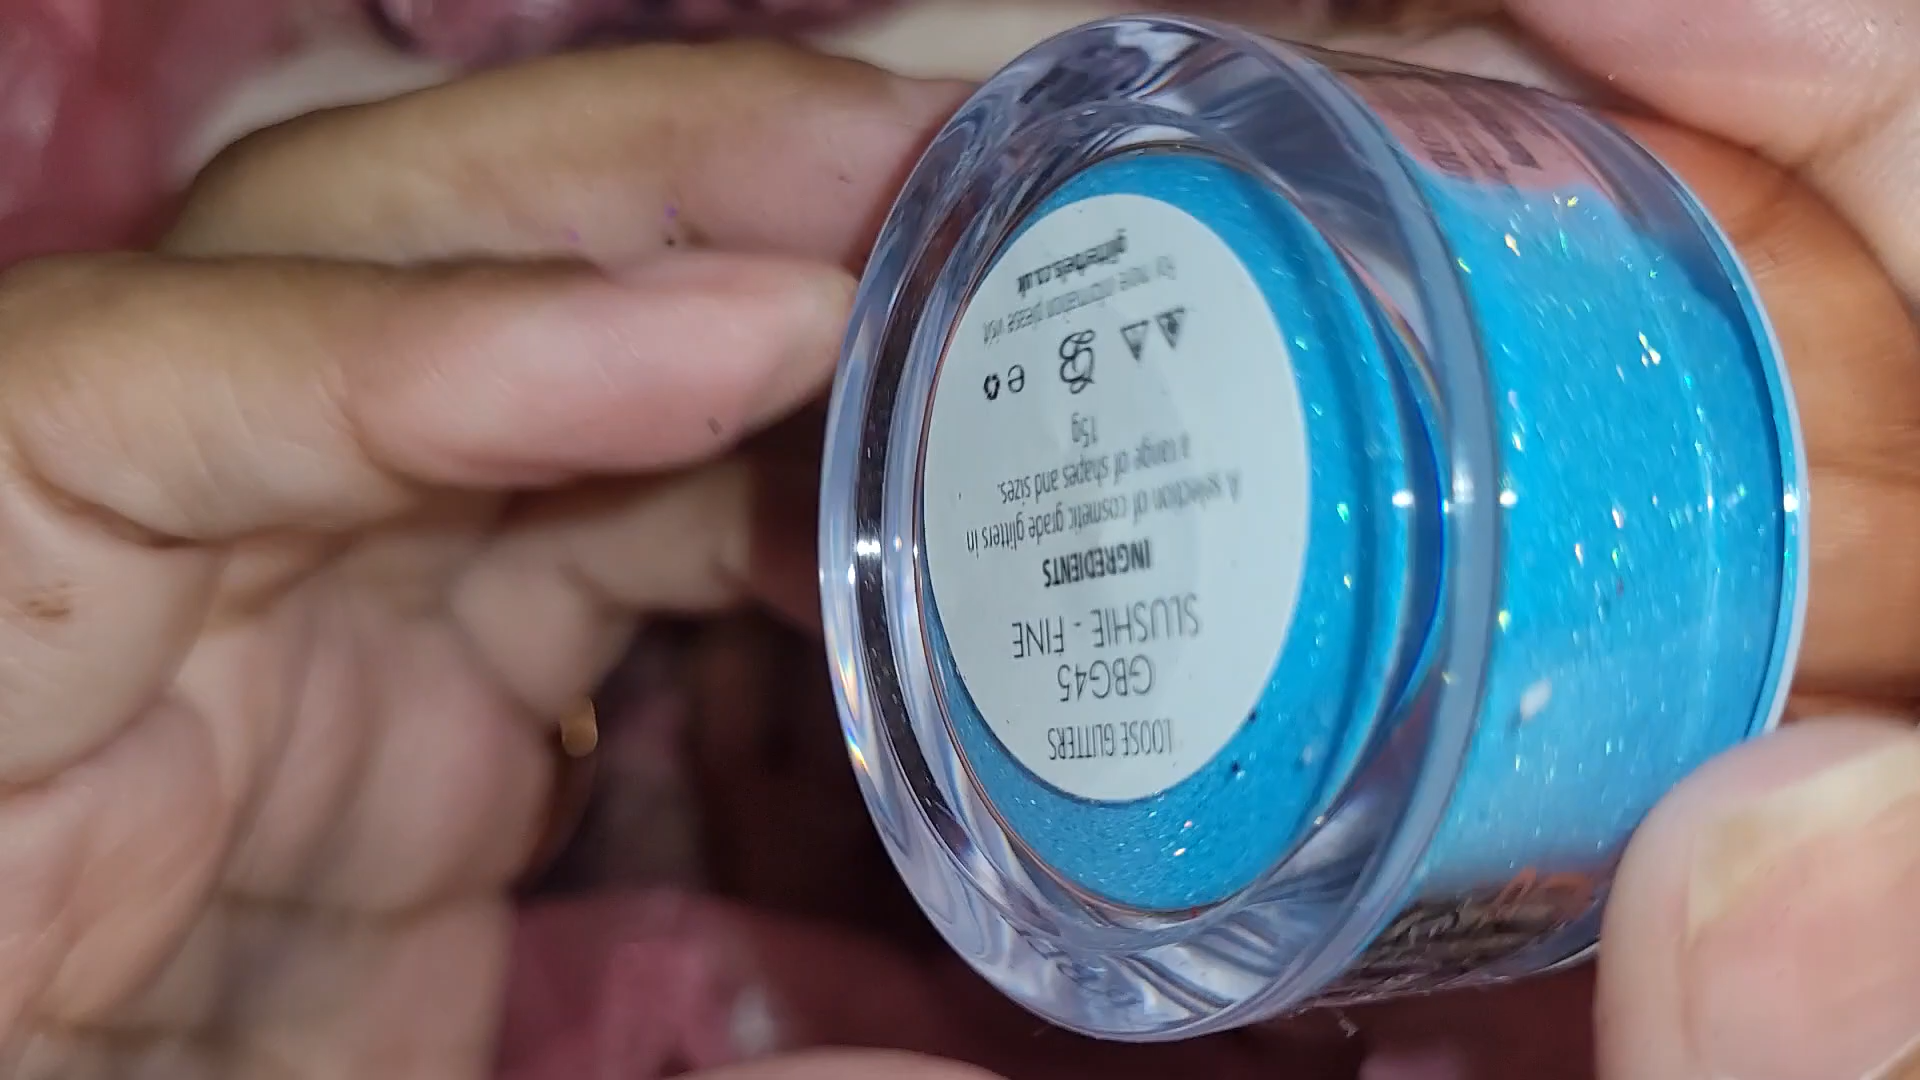 LOOSE GLITTERS
GBG45
SLUSHIE - FINE
INGREDIENTS
A selection of cosmetic grade glitters in
a range of shapes and sizes.
15g
For more information please visit
glitterbels.co.uk